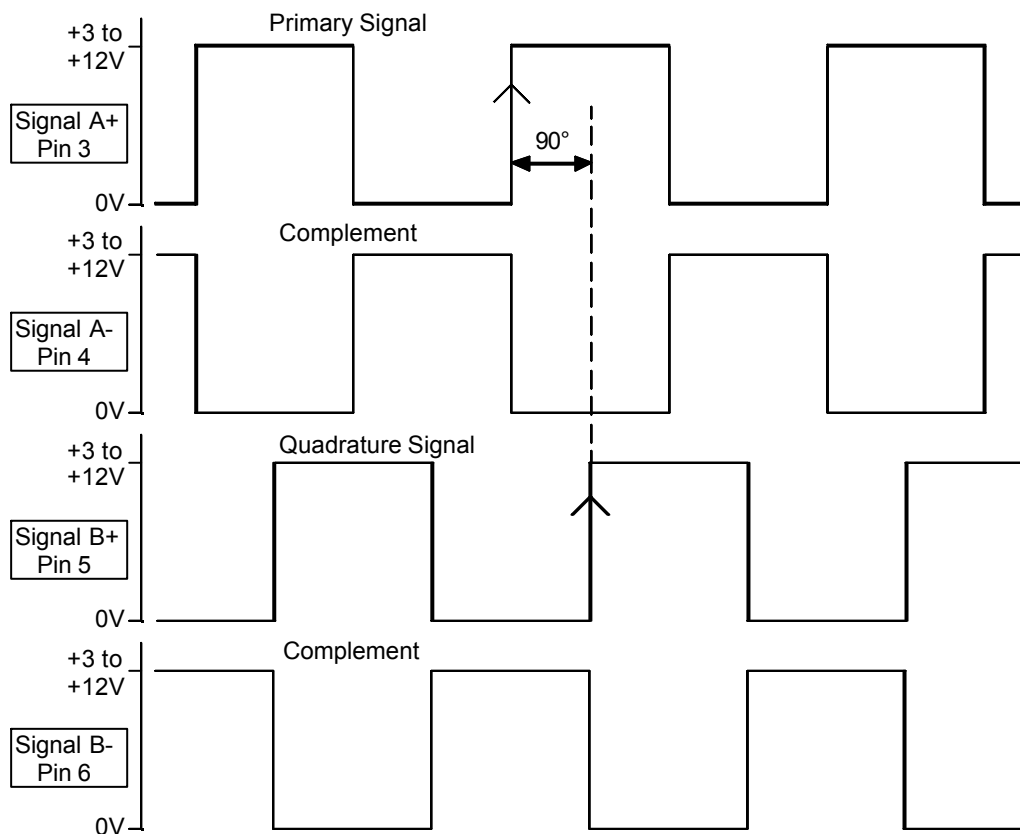 Primary Signal
+3 to
+12V
Signal A+
Pin 3
90°
0V
Complement
+3 to
+12V
Signal A-
Pin 4
0V
Quadrature Signal
+3 to
+12V
Signal B+
Pin 5
0V
Complement
+3 to
+12V
Signal B-
Pin 6
0V